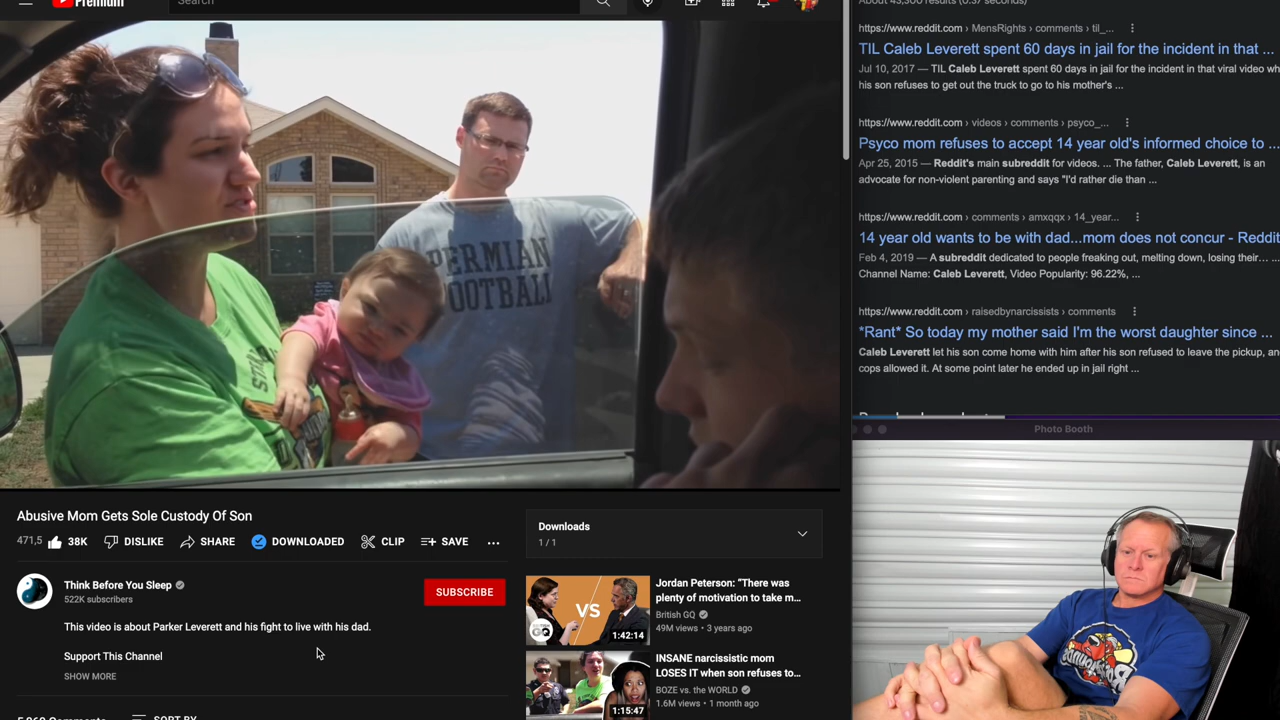 Premium
Search
PERMIAN
FOOTBALL
Abusive Mom Gets Sole Custody Of Son
471,5 38K DISLIKE SHARE DOWNLOADED CLIP SAVE ...
Think Before You Sleep
522K subscribers
SUBSCRIBE
This video is about Parker Leverett and his fight to live with his dad.
Support This Channel
SHOW MORE
SORT BY
Downloads
1 / 1
VS
1:42:14
Jordan Peterson: “There was
plenty of motivation to take m...
British GQ
49M views • 3 years ago
1:15:47
INSANE narcissistic mom
LOSES IT when son refuses to...
BOZE vs. the WORLD
1.6M views • 1 month ago
About 43,300 results (0.37 seconds)
https://www.reddit.com › MensRights › comments › til_...
TIL Caleb Leverett spent 60 days in jail for the incident in that ...
Jul 10, 2017 — TIL Caleb Leverett spent 60 days in jail for the incident in that viral video wh
his son refuses to get out the truck to go to his mother's ...
https://www.reddit.com › videos › comments › psyco_...
Psyco mom refuses to accept 14 year old's informed choice to ...
Apr 25, 2015 — Reddit's main subreddit for videos. ... The father, Caleb Leverett, is an
advocate for non-violent parenting and says "I'd rather die than ...
https://www.reddit.com › comments › amxqqx › 14_year...
14 year old wants to be with dad...mom does not concur - Reddit
Feb 4, 2019 — A subreddit dedicated to people freaking out, melting down, losing their... ...
Channel Name: Caleb Leverett, Video Popularity: 96.22%, ...
https://www.reddit.com › raisedbynarcissists › comments
*Rant* So today my mother said I'm the worst daughter since ...
Caleb Leverett let his son come home with him after his son refused to leave the pickup, and
cops allowed it. At some point later he ended up in jail right ...
Photo Booth